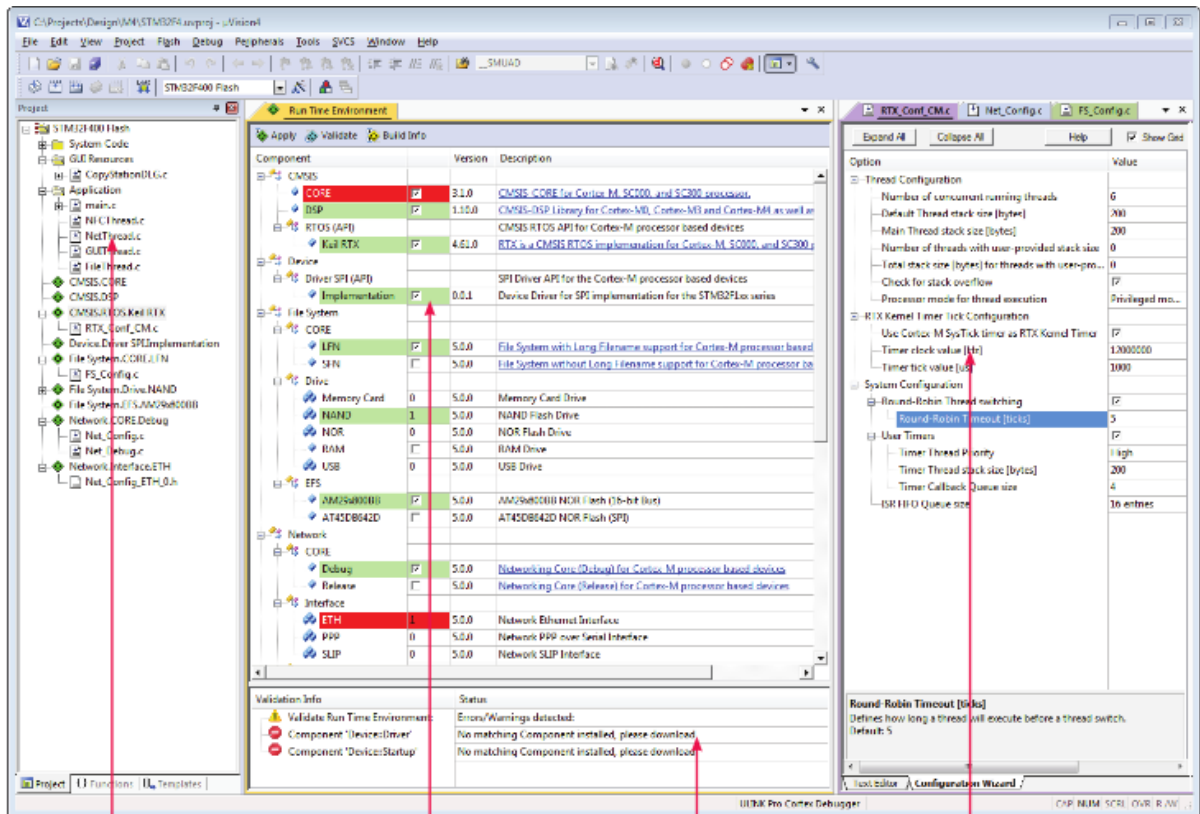 C:\Projects\Design\M4\STM32F4.uvproj - µVision4
File Edit View Project Flash Debug Peripherals Tools SVCS Window Help
_SMUAD
STM32F400 Flash
Project
STM32F400 Flash
System Code
GUI Resources
CopyStationDLG.c
Application
main.c
NFCThread.c
NetThread.c
GUIThread.c
FileThread.c
CMSIS.CORE
CMSIS.DSP
CMSIS.RTOS.Keil RTX
RTX_Conf_CM.c
Device.Driver SPI.Implementation
File System.CORE.LFN
FS_Config.c
File System.Drive.NAND
File System.EFS.AM29x800BB
Network.CORE.Debug
Net_Config.c
Net_Debug.c
Network.Interface.ETH
Net_Config_ETH_0.h
Project Functions Templates
Run Time Environment
Apply Validate Build Info
Component Version Description
CMSIS
CORE 3.1.0 CMSIS-CORE for Cortex-M, SC000, and SC300 processor.
DSP 1.10.0 CMSIS-DSP Library for Cortex-M0, Cortex-M3 and Cortex-M4 as well as
RTOS (API) CMSIS RTOS API for Cortex-M processor based devices
Keil RTX 4.61.0 RTX is a CMSIS RTOS implementation for Cortex-M, SC000, and SC300 p
Device
Driver SPI (API) SPI Driver API for the Cortex-M processor based devices
Implementation 0.0.1 Device Driver for SPI implementation for the STM32F1xx series
File System
CORE
LFN 5.0.0 File System with Long Filename support for Cortex-M processor based
SFN 5.0.0 File System without Long Filename support for Cortex-M processor ba
Drive
Memory Card 0 5.0.0 Memory Card Drive
NAND 1 5.0.0 NAND Flash Drive
NOR 0 5.0.0 NOR Flash Drive
RAM 5.0.0 RAM Drive
USB 0 5.0.0 USB Drive
EFS
AM29x800BB 5.0.0 AM29x800BB NOR Flash (16-bit Bus)
AT45DB642D 5.0.0 AT45DB642D NOR Flash (SPI)
Network
CORE
Debug 5.0.0 Networking Core (Debug) for Cortex-M processor based devices
Release 5.0.0 Networking Core (Release) for Cortex-M processor based devices
Interface
ETH 1 5.0.0 Network Ethernet Interface
PPP 0 5.0.0 Network PPP over Serial Interface
SLIP 0 5.0.0 Network SLIP Interface
Validation Info Status
Validate Run Time Environment: Errors/Warnings detected:
Component 'Device::Driver' No matching Component installed, please download.
Component 'Device::Startup' No matching Component installed, please download
RTX_Conf_CM.c Net_Config.c FS_Config.c
Expand All Collapse All Help Show Grid
Option Value
Thread Configuration
Number of concurrent running threads 6
Default Thread stack size [bytes] 200
Main Thread stack size [bytes] 200
Number of threads with user-provided stack size 0
Total stack size [bytes] for threads with user-pro... 0
Check for stack overflow
Processor mode for thread execution Privileged mo...
RTX Kernel Timer Tick Configuration
Use Cortex-M SysTick timer as RTX Kernel Timer
Timer clock value [Hz] 12000000
Timer tick value [us] 1000
System Configuration
Round-Robin Thread switching
Round-Robin Timeout [ticks] 5
User Timers
Timer Thread Priority High
Timer Thread stack size [bytes] 200
Timer Callback Queue size 4
ISR FIFO Queue size 16 entries
Round-Robin Timeout [ticks]
Defines how long a thread will execute before a thread switch.
Default: 5
Text Editor Configuration Wizard
ULINK Pro Cortex Debugger CAP NUM SCRL OVR R/W